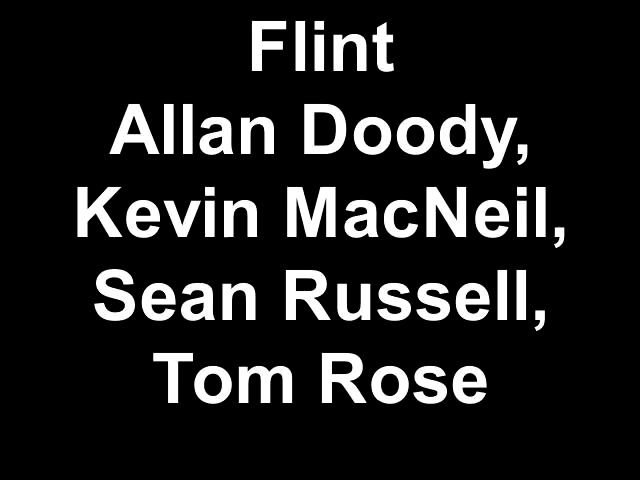 Flint
Allan Doody,
Kevin MacNeil,
Sean Russell,
Tom Rose